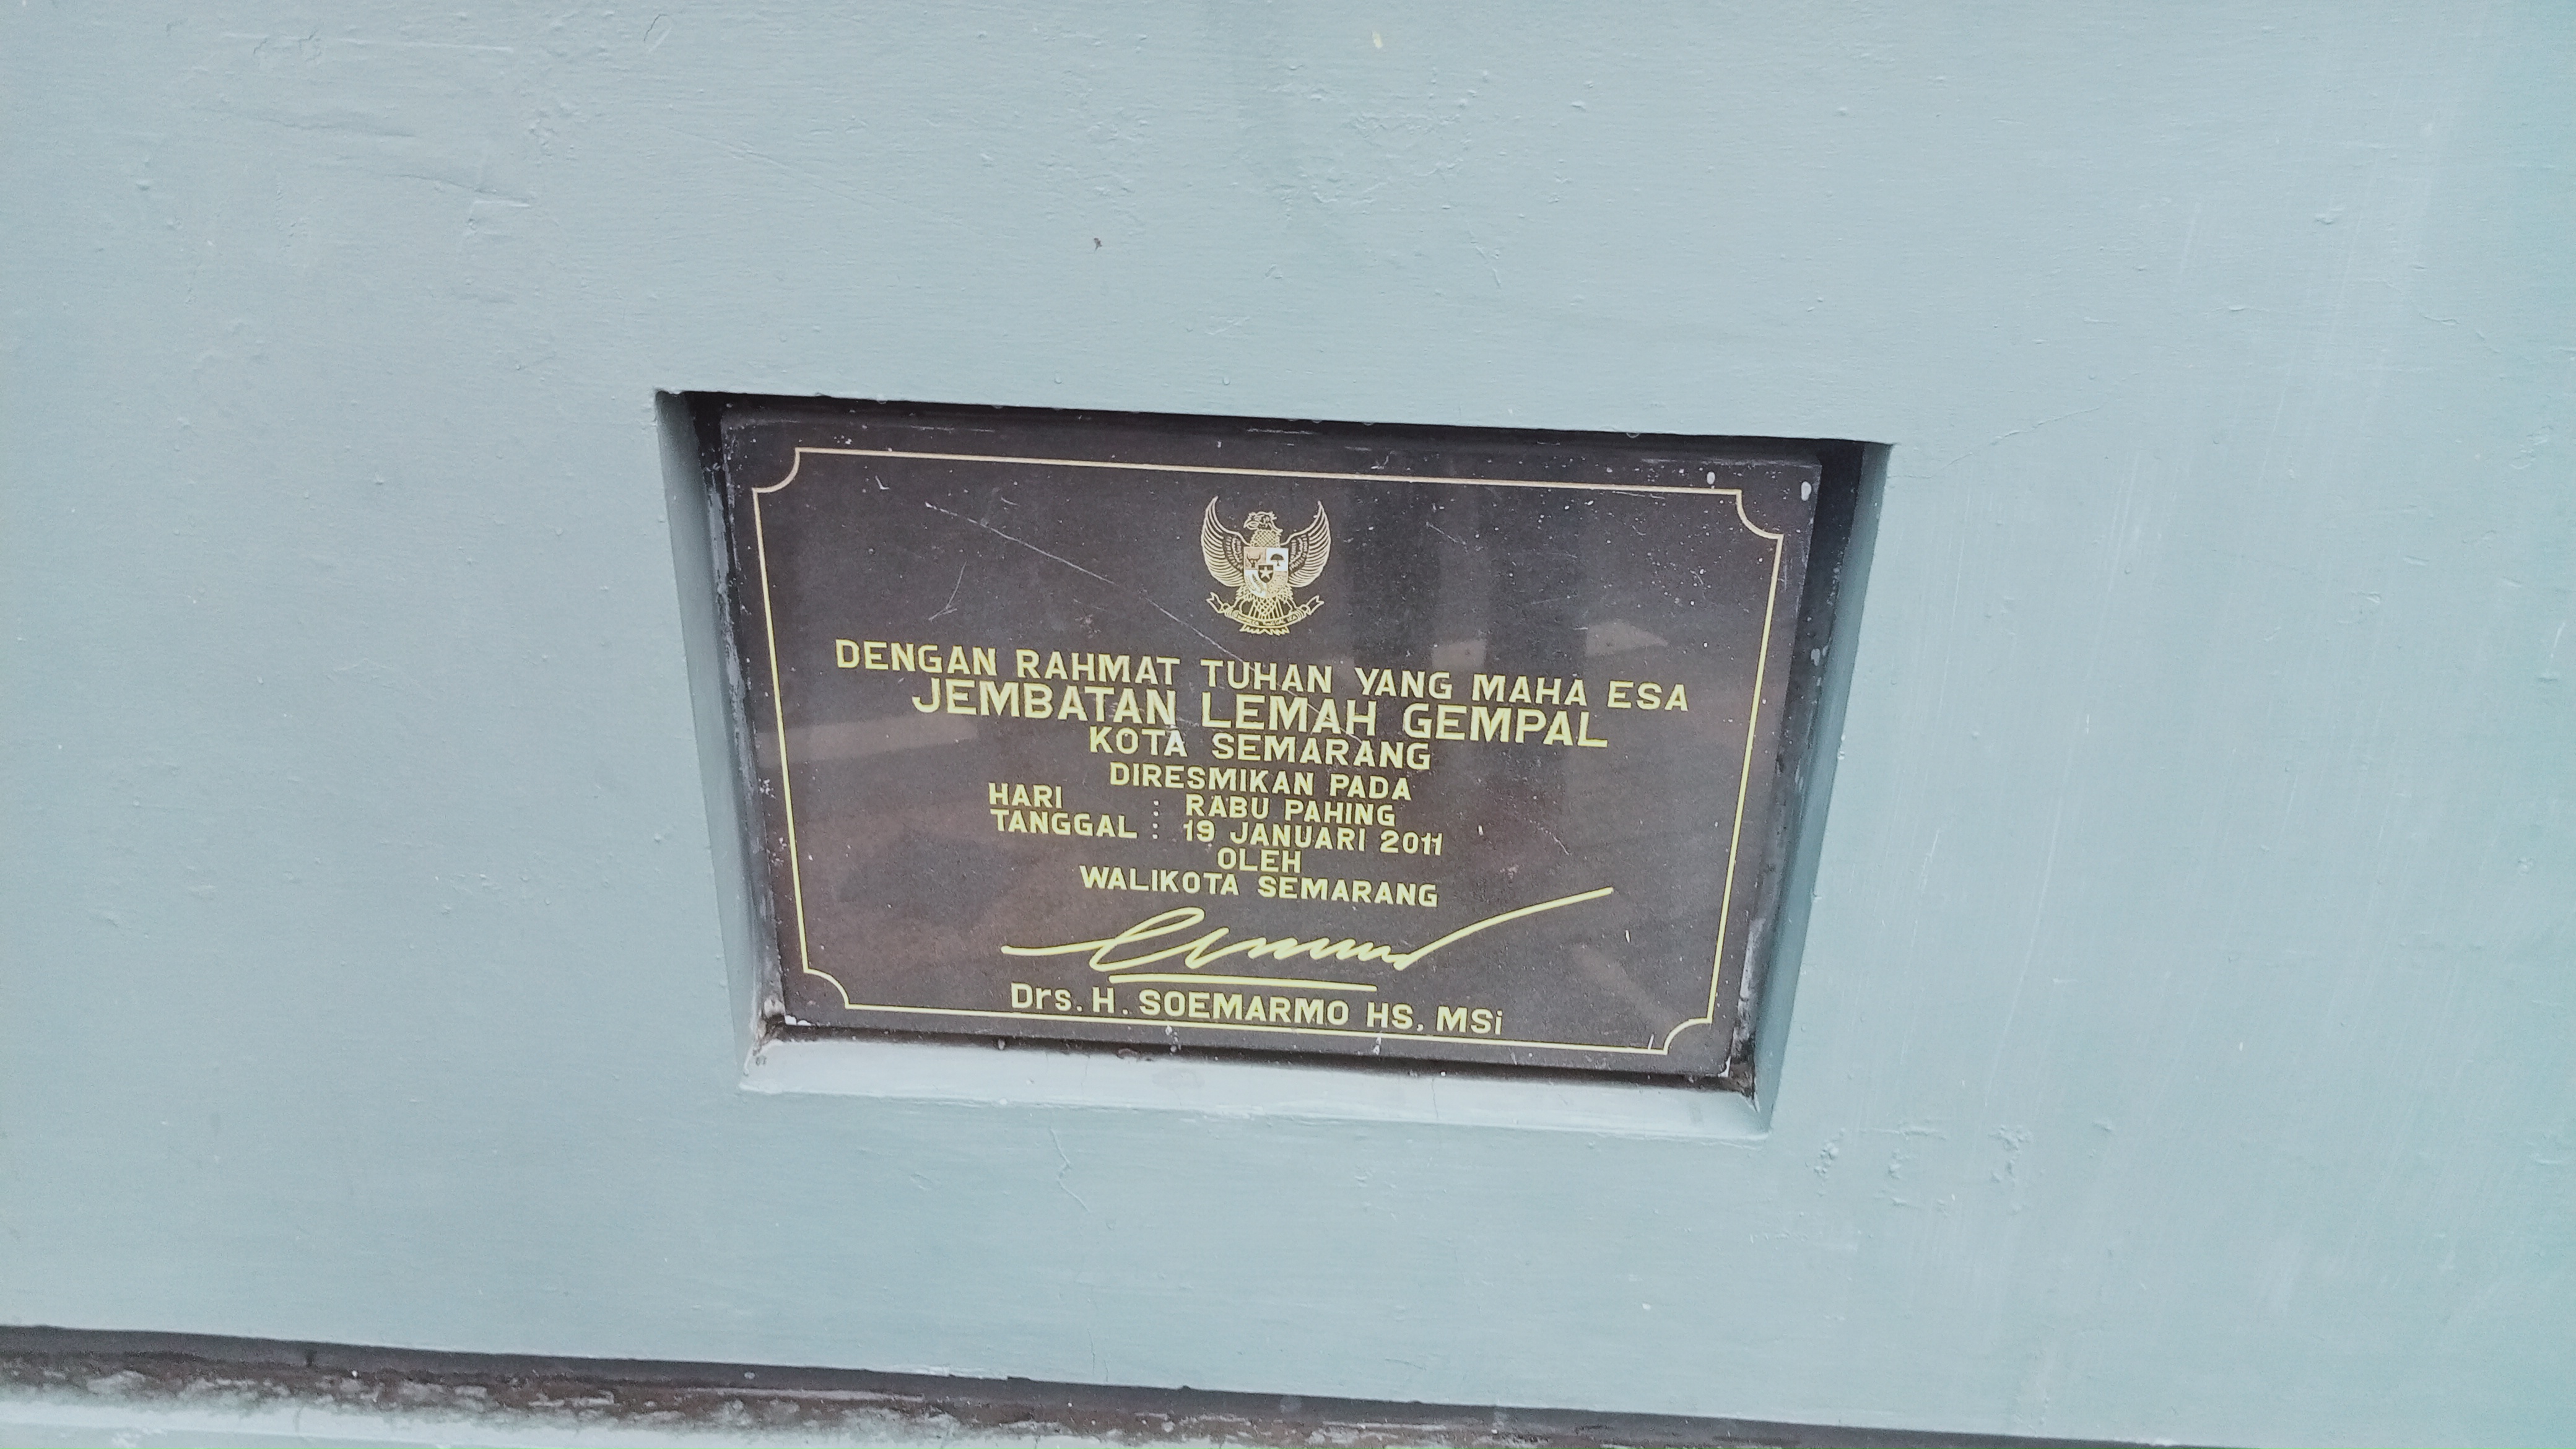 DENGAN RAHMAT TUHAN YANG MAHA ESA
JEMBATAN LEMAH GEMPAL
KOTA SEMARANG
DIRESMIKAN PADA
HARI : RABU PAHING
TANGGAL : 19 JANUARI 2011
OLEH
WALIKOTA SEMARANG
Drs. H. SOEMARMO HS, MSi